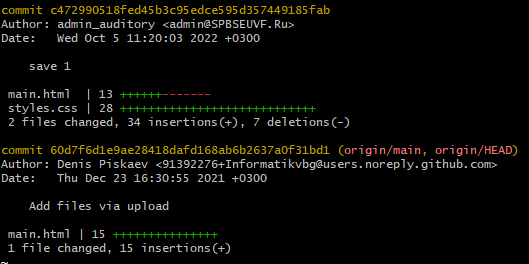 commit c472990518fed45b3c95edce595d357449185fab
Author: admin_auditory <admin@SPBSEUVF.Ru>
Date:   Wed Oct 5 11:20:03 2022 +0300
    save 1
 main.html  | 13 ++++++-------
 styles.css | 28 ++++++++++++++++++++++++++++
 2 files changed, 34 insertions(+), 7 deletions(-)
commit 60d7f6d1e9ae28418dafd168ab6b2637a0f31bd1 (origin/main, origin/HEAD)
Author: Denis Piskaev <91392276+Informatikvbg@users.noreply.github.com>
Date:   Thu Dec 23 16:30:55 2021 +0300
    Add files via upload
 main.html | 15 +++++++++++++++
 1 file changed, 15 insertions(+)
~